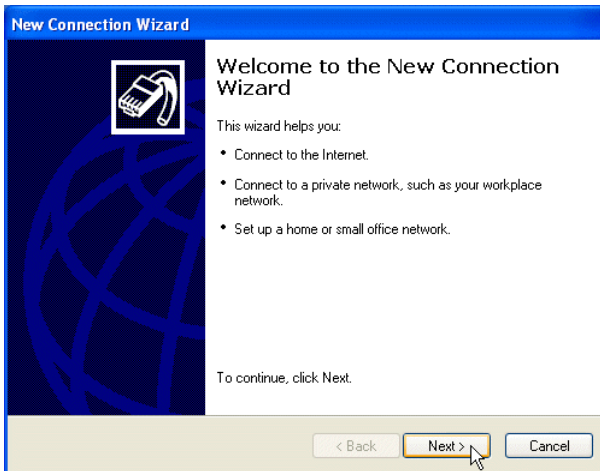 New Connection Wizard
Welcome to the New Connection
Wizard
This wizard helps you:
• Connect to the Internet.
• Connect to a private network, such as your workplace
network.
• Set up a home or small office network.
To continue, click Next.
< Back Next > Cancel